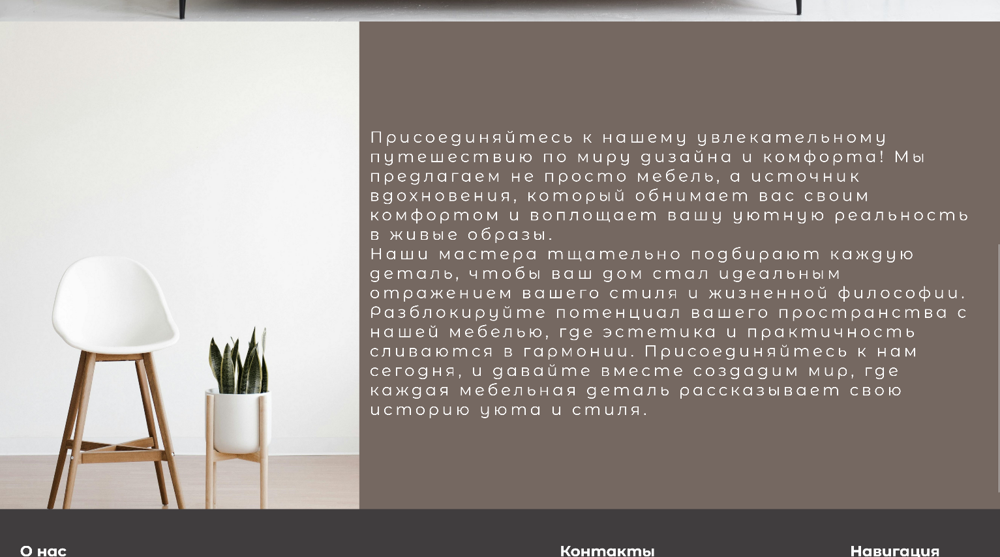 Присоединяйтесь к нашему увлекательному
путешествию по миру дизайна и комфорта! Мы
предлагаем не просто мебель, а источник
вдохновения, который обнимает вас своим
комфортом и воплощает вашу уютную реальность
в живые образы.
Наши мастера тщательно подбирают каждую
деталь, чтобы ваш дом стал идеальным
отражением вашего стиля и жизненной философии.
Разблокируйте потенциал вашего пространства с
нашей мебелью, где эстетика и практичность
сливаются в гармонии. Присоединяйтесь к нам
сегодня, и давайте вместе создадим мир, где
каждая мебельная деталь рассказывает свою
историю уюта и стиля.
О нас Контакты Навигация